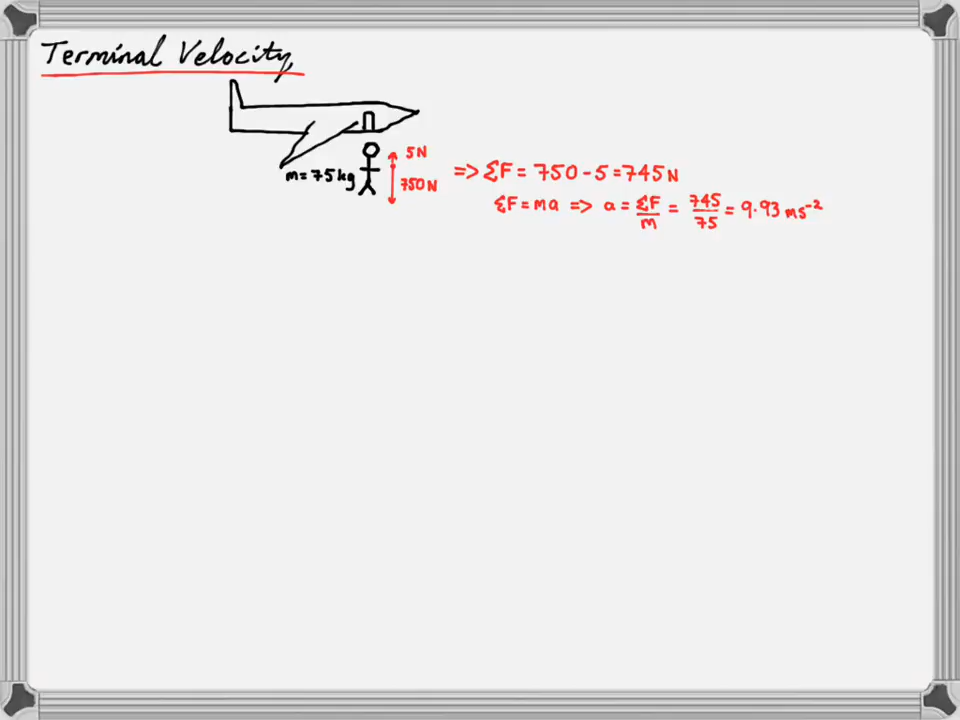 Terminal Velocity
5N
m=75kg
750N
=> ΣF = 750 - 5 = 745N
ΣF = ma => a = ΣF/m = 745/75 = 9.93 ms⁻²